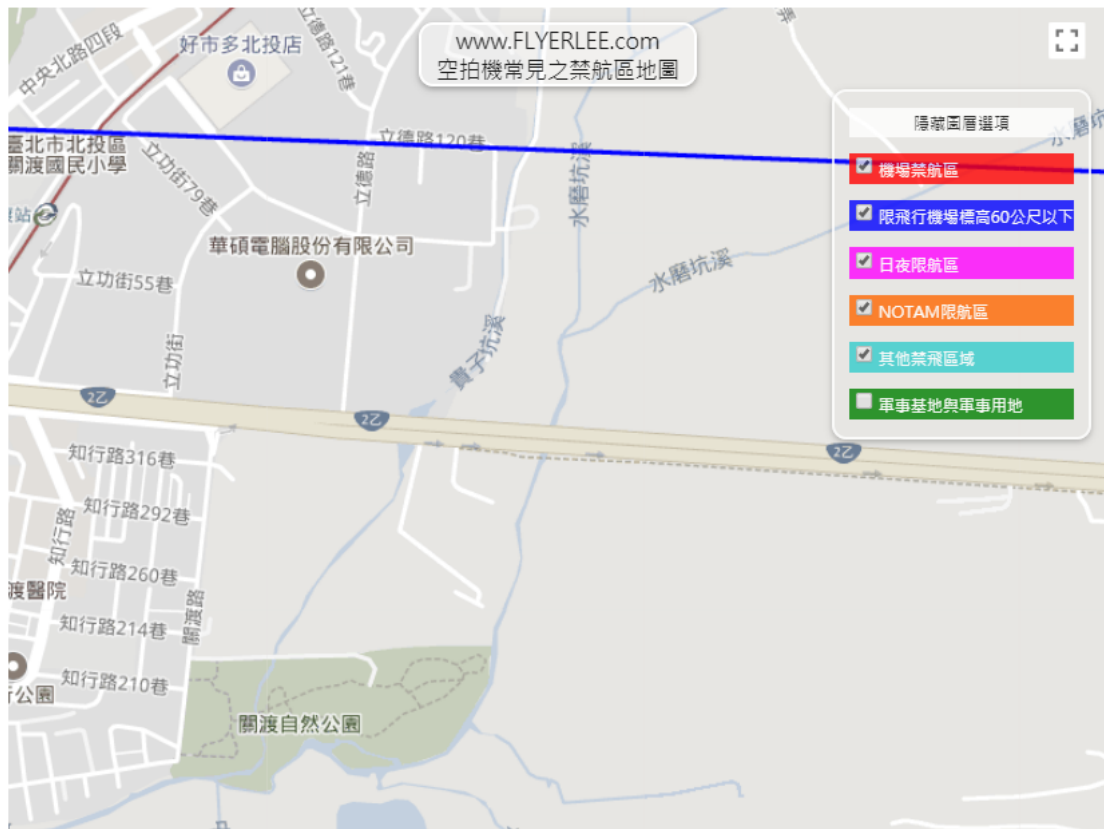 www.FLYERLEE.com
空拍機常見之禁航區地圖
中央北路四段
好市多北投店
立德路121巷
隱藏圖層選項
機場禁航區
限飛行機場標高60公尺以下
日夜限航區
NOTAM限航區
其他禁飛區域
軍事基地與軍事用地
水磨坑溪
臺北市北投區
關渡國民小學
立功街79巷
立德路
立德路120巷
水磨坑溪
華碩電腦股份有限公司
立功街55巷
水磨坑溪
立功街
貴子坑溪
2乙
2乙
2乙
知行路316巷
知行路292巷
知行路
知行路260巷
渡醫院
關渡路
知行路214巷
知行路210巷
公園
關渡自然公園